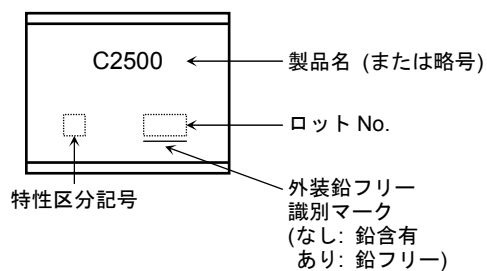 C2500
製品名 (または略号)
ロット No.
特性区分記号
外装鉛フリー
識別マーク
(なし: 鉛含有
あり: 鉛フリー)